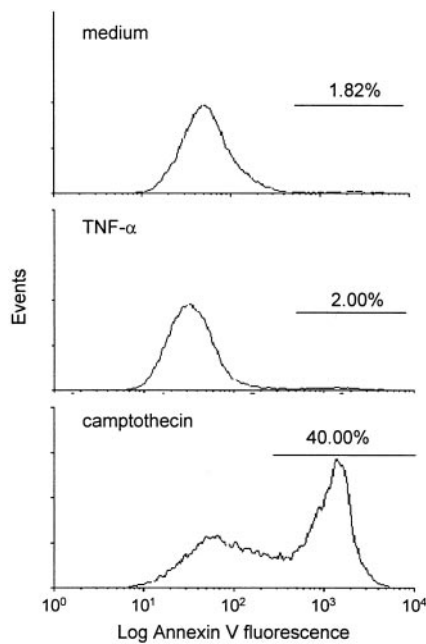 medium
1.82%
TNF-α
2.00%
Events
camptothecin
40.00%
10⁰ 10¹ 10² 10³ 10⁴
Log Annexin V fluorescence